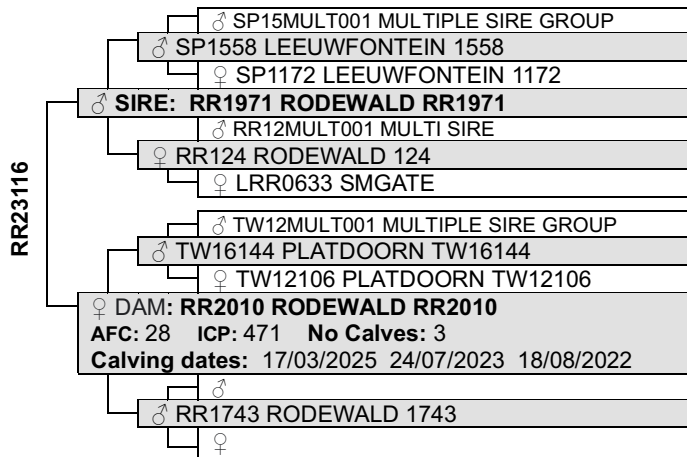 ♂ SP15MULT001 MULTIPLE SIRE GROUP
♂ SP1558 LEEUWFONTEIN 1558
♀ SP1172 LEEUWFONTEIN 1172
♂ SIRE: RR1971 RODEWALD RR1971
♂ RR12MULT001 MULTI SIRE
♀ RR124 RODEWALD 124
♀ LRR0633 SMGATE
RR23116
♂ TW12MULT001 MULTIPLE SIRE GROUP
♂ TW16144 PLATDOORN TW16144
♀ TW12106 PLATDOORN TW12106
♀ DAM: RR2010 RODEWALD RR2010
AFC: 28 ICP: 471 No Calves: 3
Calving dates: 17/03/2025 24/07/2023 18/08/2022
♂
♂ RR1743 RODEWALD 1743
♀